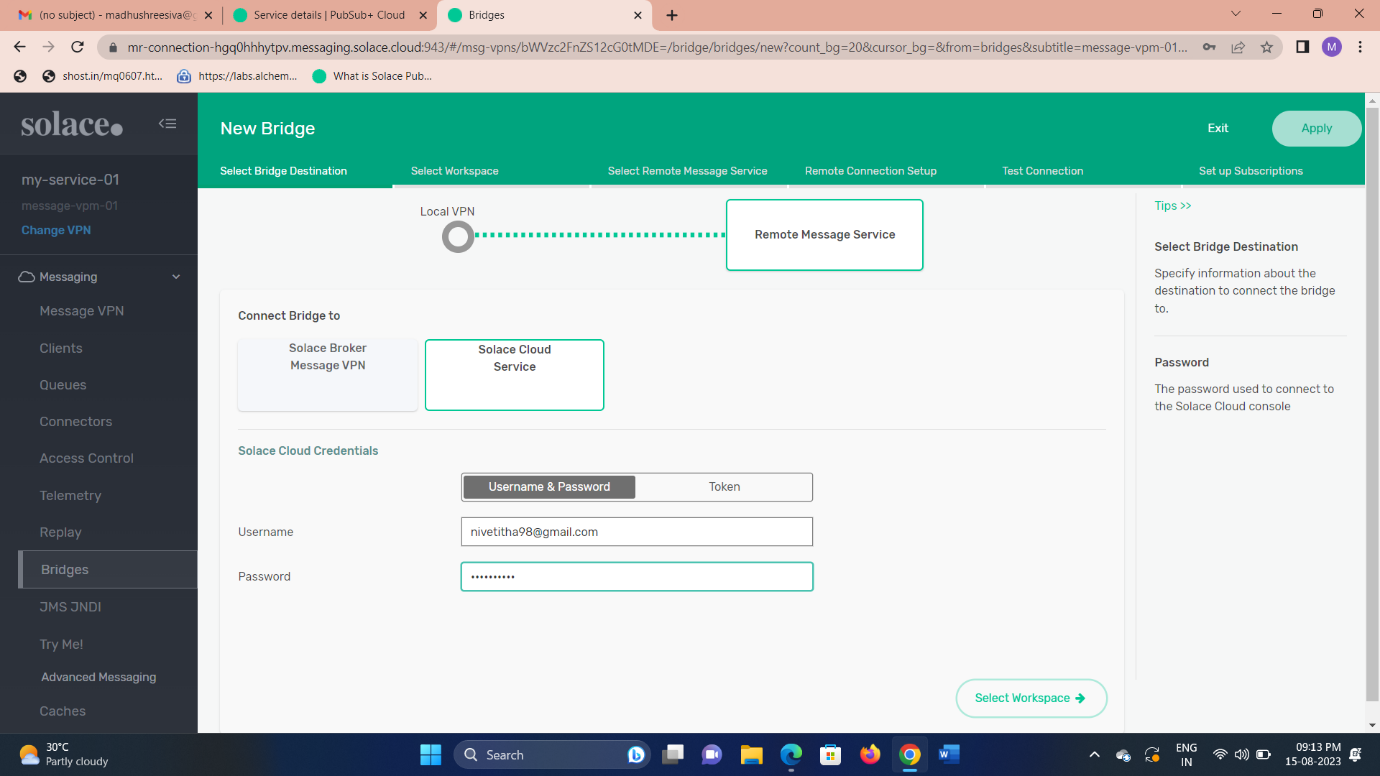 (no subject) - madhushreesiva@g
Service details | PubSub+ Cloud
Bridges
mr-connection-hgq0hhhytpv.messaging.solace.cloud:943/#/msg-vpns/bWVzc2FnZS12cG0tMDE=/bridge/bridges/new?count_bg=20&cursor_bg=&from=bridges&subtitle=message-vpm-01...
M
shost.in/mq0607.ht...
https://labs.alchem...
What is Solace Pub...
solace.
New Bridge
Exit
Apply
my-service-01
message-vpm-01
Change VPN
Select Bridge Destination
Select Workspace
Select Remote Message Service
Remote Connection Setup
Test Connection
Set up Subscriptions
Messaging
Message VPN
Clients
Queues
Connectors
Access Control
Telemetry
Replay
Bridges
JMS JNDI
Try Me!
Advanced Messaging
Caches
Local VPN
Remote Message Service
Connect Bridge to
Solace Broker
Message VPN
Solace Cloud
Service
Solace Cloud Credentials
Username & Password
Token
Username
nivetitha98@gmail.com
Password
••••••••••
Select Workspace
Tips >>
Select Bridge Destination
Specify information about the
destination to connect the bridge
to.
Password
The password used to connect to
the Solace Cloud console
30°C
Partly cloudy
Search
ENG
IN
09:13 PM
15-08-2023